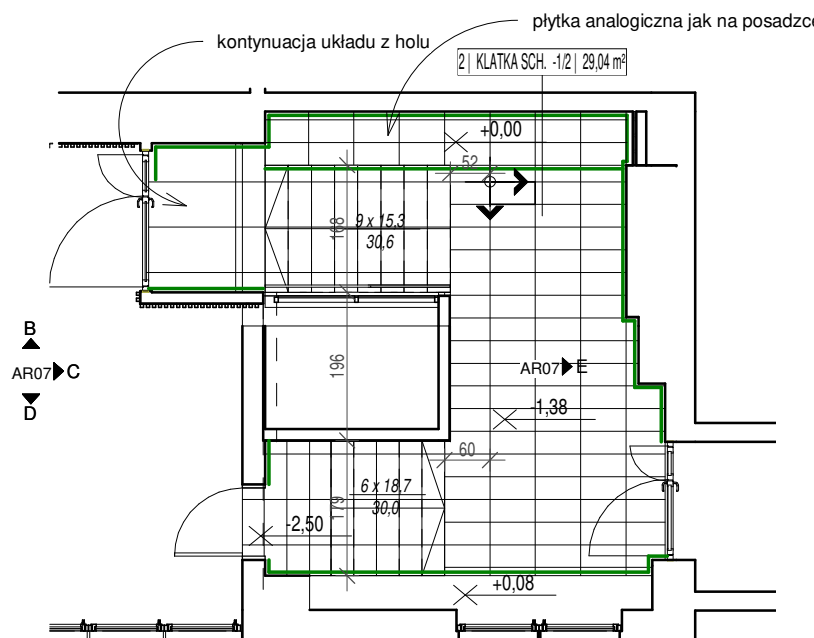 płytka analogiczna jak na posadzce
kontynuacja układu z holu
2 | KLATKA SCH. -1/2 | 29,04 m²
+0,00
52
168
9 x 15.3
30,6
B
AR07 C
D
196
AR07 E
-1,38
60
6 x 18.7
30,0
179
-2,50
+0,08